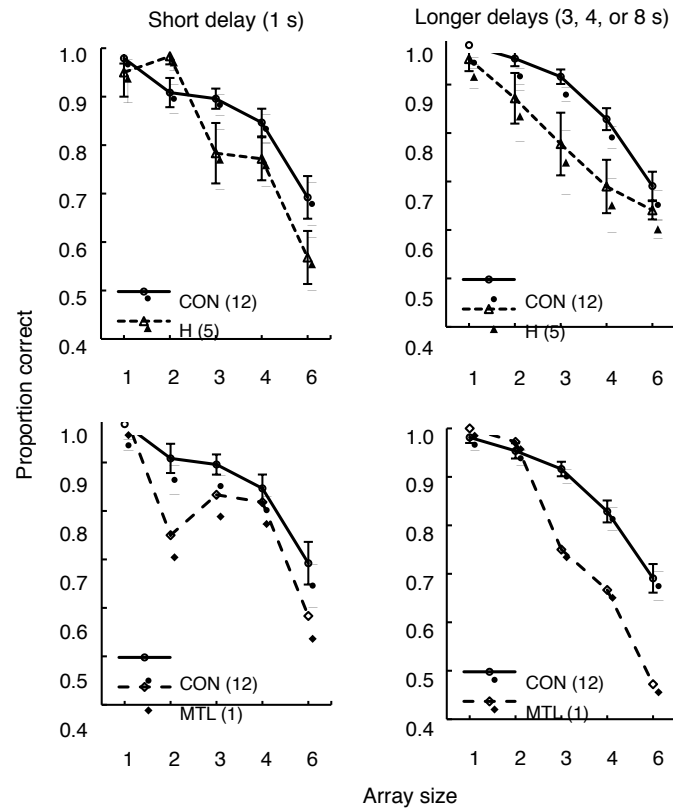 Short delay (1 s)
Longer delays (3, 4, or 8 s)
Proportion correct
1.0
0.9
0.8
0.7
0.6
0.5
0.4
CON (12)
H (5)
1 2 3 4 6
1.0
0.9
0.8
0.7
0.6
0.5
0.4
CON (12)
H (5)
1 2 3 4 6
1.0
0.9
0.8
0.7
0.6
0.5
0.4
CON (12)
MTL (1)
1 2 3 4 6
1.0
0.9
0.8
0.7
0.6
0.5
0.4
CON (12)
MTL (1)
1 2 3 4 6
Array size